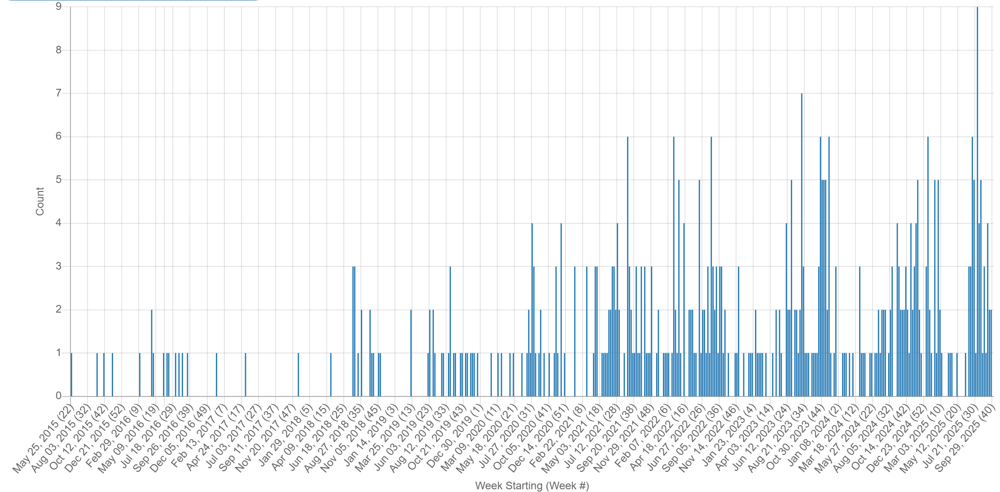 9
8
7
6
5
4
3
2
1
0
Count
May 25, 2015 (22)
Aug 03, 2015 (32)
Oct 12, 2015 (42)
Dec 21, 2015 (52)
Feb 29, 2016 (9)
May 09, 2016 (19)
Jul 18, 2016 (29)
Sep 26, 2016 (39)
Dec 05, 2016 (49)
Feb 13, 2017 (7)
Apr 24, 2017 (17)
Jul 03, 2017 (27)
Sep 11, 2017 (37)
Nov 20, 2017 (47)
Jan 29, 2018 (5)
Apr 09, 2018 (15)
Jun 18, 2018 (25)
Aug 27, 2018 (35)
Nov 05, 2018 (45)
Jan 14, 2019 (3)
Mar 25, 2019 (13)
Jun 03, 2019 (23)
Aug 12, 2019 (33)
Oct 21, 2019 (43)
Dec 30, 2019 (1)
Mar 09, 2020 (11)
May 18, 2020 (21)
Jul 27, 2020 (31)
Oct 05, 2020 (41)
Dec 14, 2020 (51)
Feb 22, 2021 (8)
May 03, 2021 (18)
Jul 12, 2021 (28)
Sep 20, 2021 (38)
Nov 29, 2021 (48)
Feb 07, 2022 (6)
Apr 18, 2022 (16)
Jun 27, 2022 (26)
Sep 05, 2022 (36)
Nov 14, 2022 (46)
Jan 23, 2023 (4)
Apr 03, 2023 (14)
Jun 12, 2023 (24)
Aug 21, 2023 (34)
Oct 30, 2023 (44)
Jan 08, 2024 (2)
Mar 18, 2024 (12)
May 27, 2024 (22)
Aug 05, 2024 (32)
Oct 14, 2024 (42)
Dec 23, 2024 (52)
Mar 03, 2025 (10)
May 12, 2025 (20)
Jul 21, 2025 (30)
Sep 29, 2025 (40)
Week Starting (Week #)